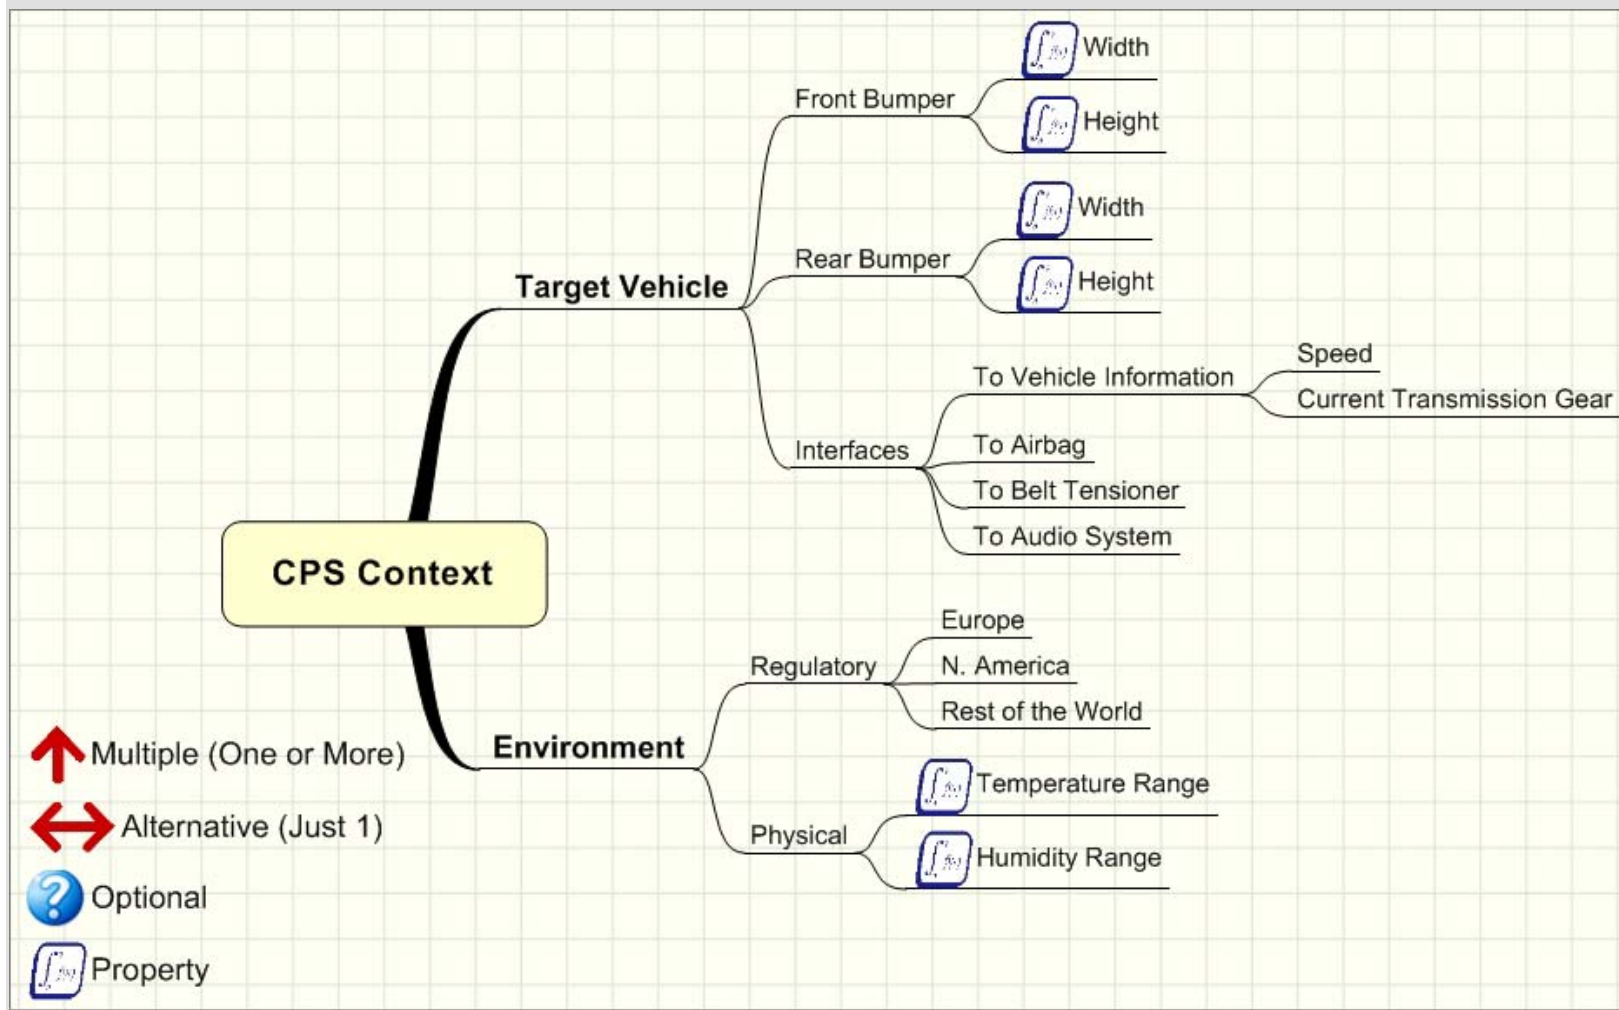 Width
Front Bumper
Height
Width
Rear Bumper
Height
Target Vehicle
Speed
To Vehicle Information
Current Transmission Gear
Interfaces
To Airbag
To Belt Tensioner
To Audio System
CPS Context
Europe
Regulatory
N. America
Rest of the World
Environment
Temperature Range
Physical
Humidity Range
Multiple (One or More)
Alternative (Just 1)
Optional
Property